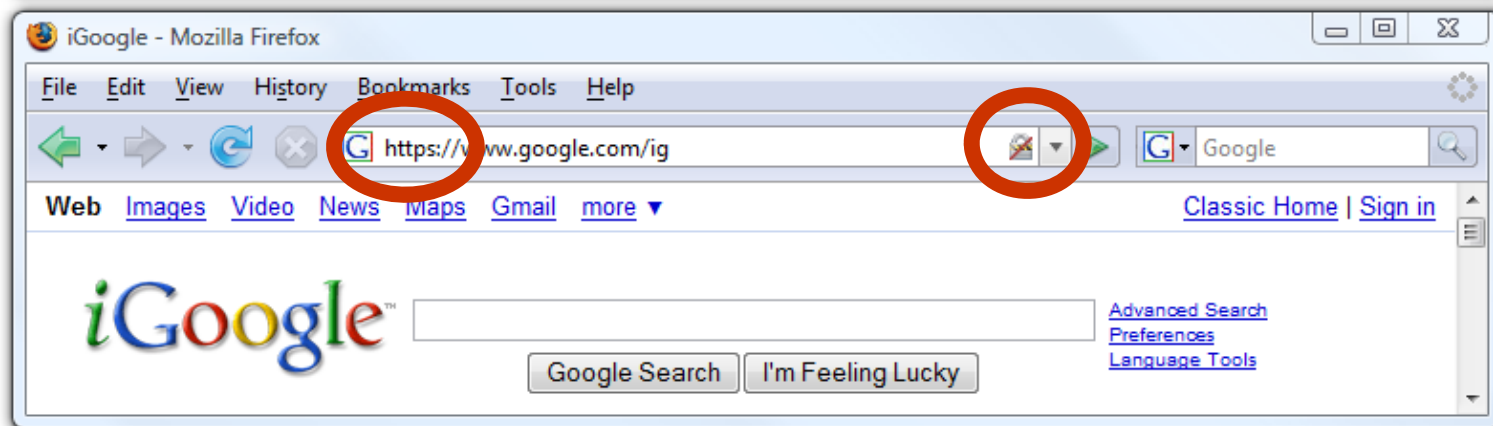 iGoogle - Mozilla Firefox
File Edit View History Bookmarks Tools Help
G https://www.google.com/ig G Google
Web Images Video News Maps Gmail more ▼ Classic Home | Sign in
iGoogle™ Advanced Search
Preferences
Language Tools
Google Search I'm Feeling Lucky